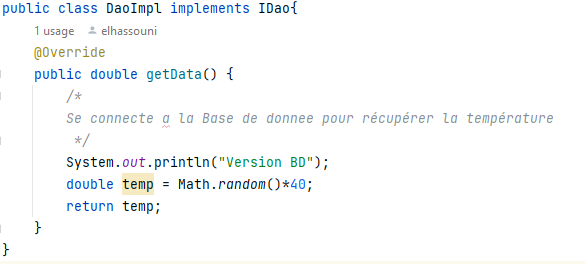 public class DaoImpl implements IDao{
1 usage elhassouni
@Override
public double getData() {
/*
Se connecte a la Base de donnee pour récupérer la température
*/
System.out.println("Version BD");
double temp = Math.random()*40;
return temp;
}
}